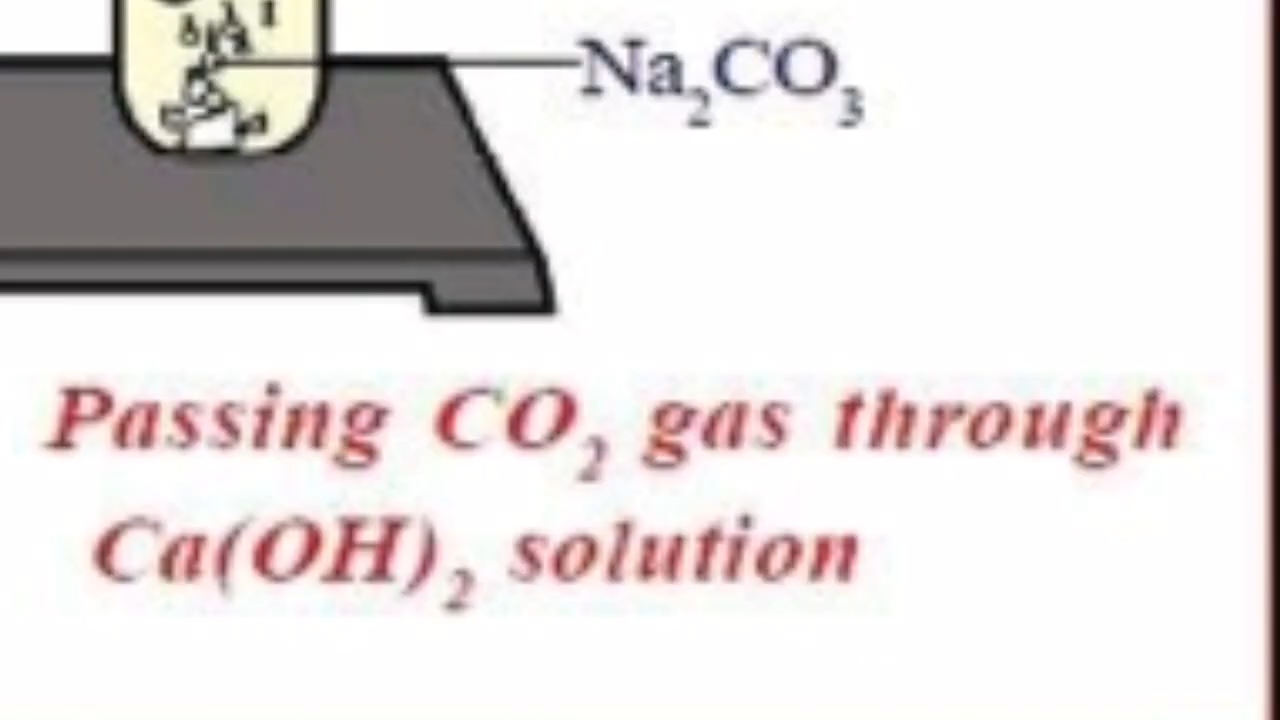 Na₂CO₃
Passing CO₂ gas through
Ca(OH)₂ solution